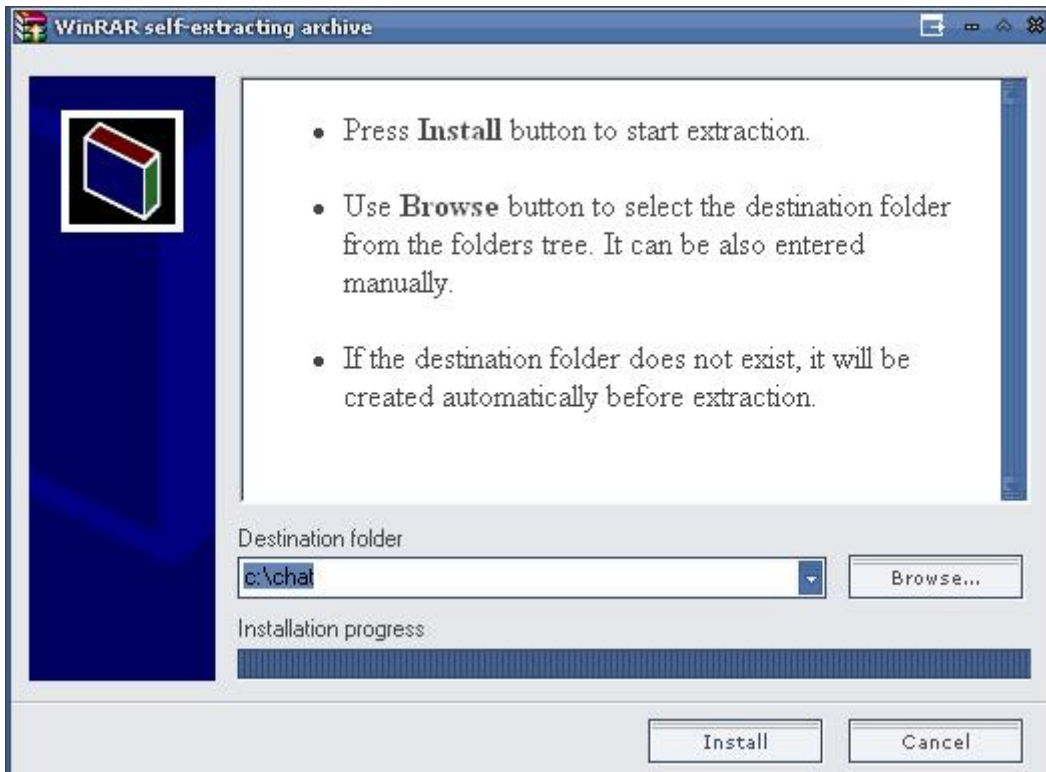 WinRAR self-extracting archive
• Press Install button to start extraction.
• Use Browse button to select the destination folder
from the folders tree. It can be also entered
manually.
• If the destination folder does not exist, it will be
created automatically before extraction.
Destination folder
c:\chat
Browse...
Installation progress
Install
Cancel